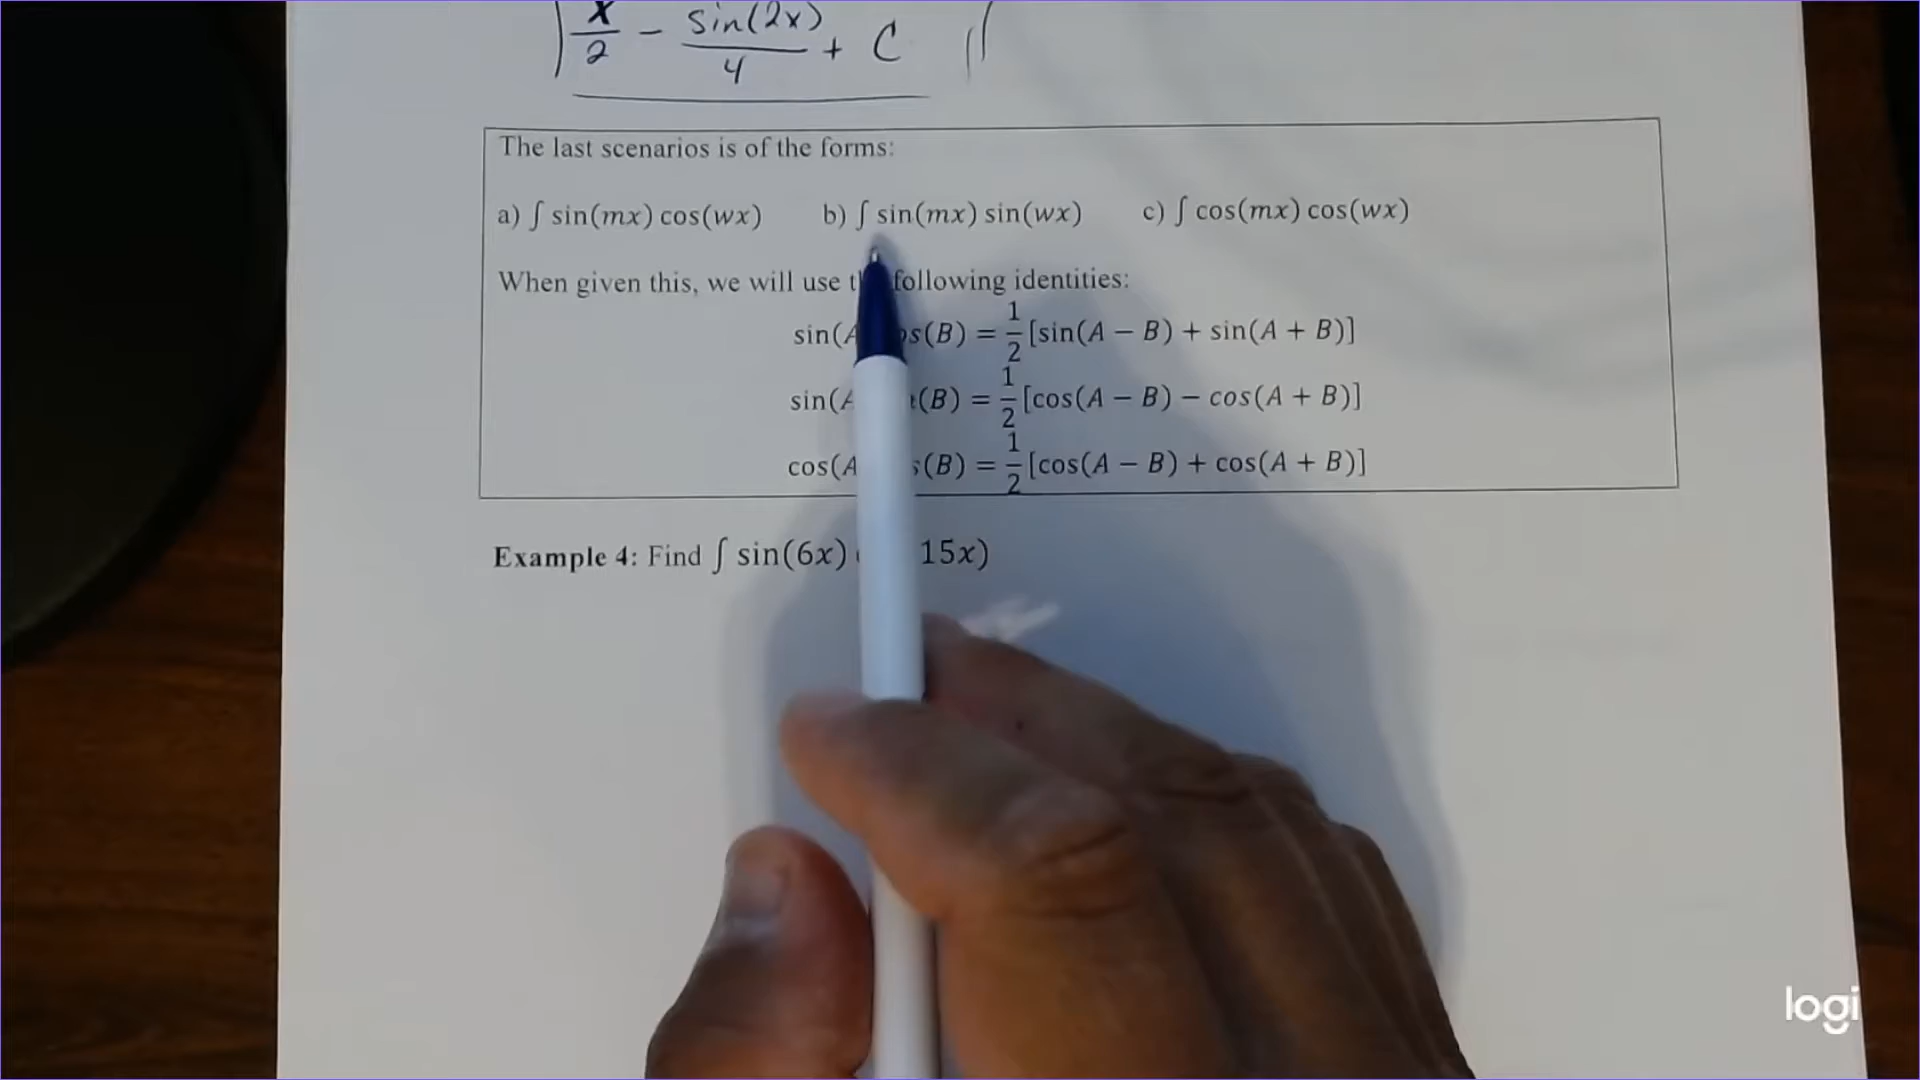 x/2 - sin(2x)/4 + C
The last scenarios is of the forms:
a) ∫ sin(mx) cos(wx) b) ∫ sin(mx) sin(wx) c) ∫ cos(mx) cos(wx)
When given this, we will use following identities:
sin(A (B) = 1/2 [sin(A − B) + sin(A + B)]
sin( (B) = 1/2 [cos(A − B) − cos(A + B)]
cos(A (B) = 1/2 [cos(A − B) + cos(A + B)]
Example 4: Find ∫ sin(6x) 15x)
logi